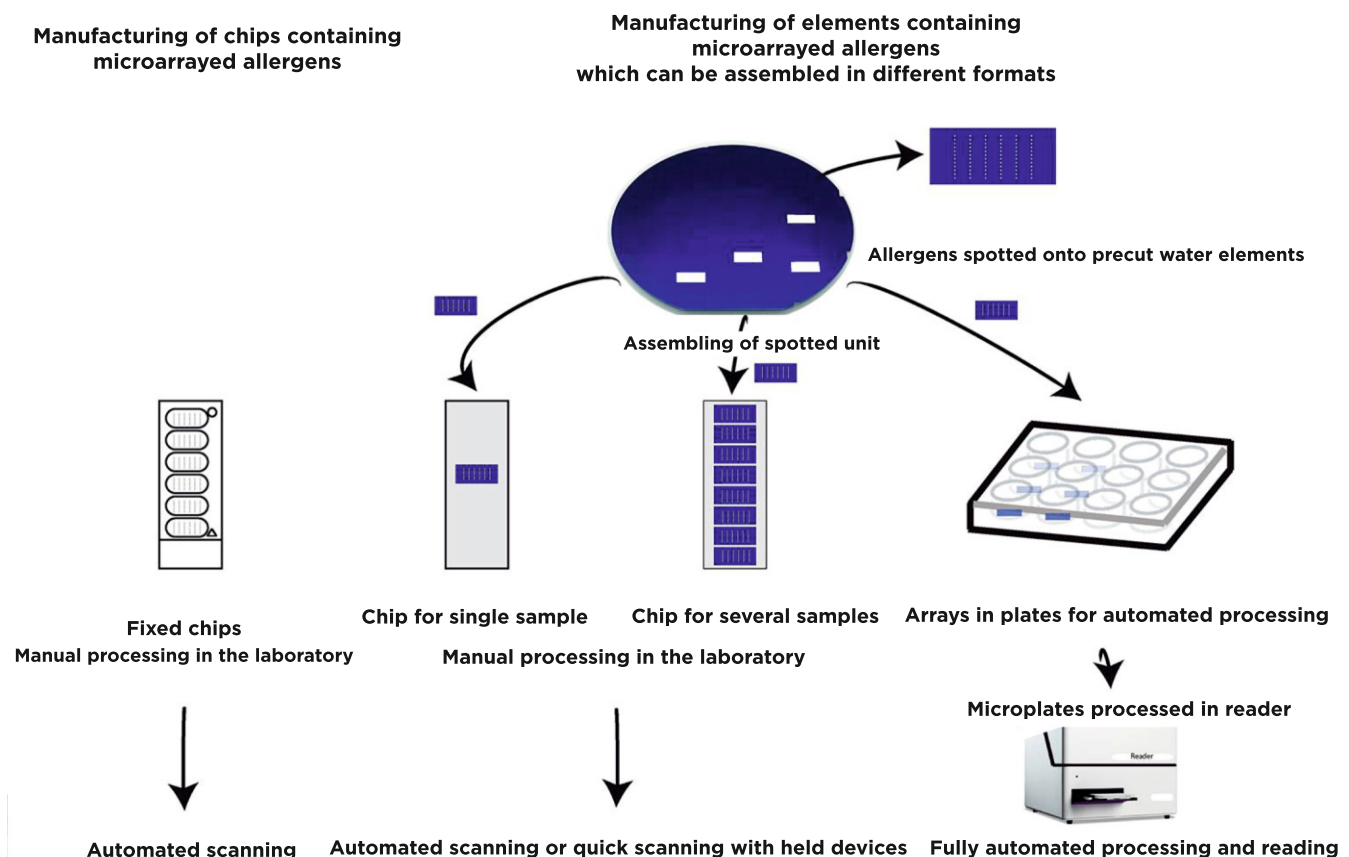 Manufacturing of chips containing
microarrayed allergens
Manufacturing of elements containing
microarrayed allergens
which can be assembled in different formats
Allergens spotted onto precut water elements
Assembling of spotted unit
Fixed chips
Manual processing in the laboratory
Chip for single sample
Chip for several samples
Manual processing in the laboratory
Arrays in plates for automated processing
Microplates processed in reader
Reader
Automated scanning
Automated scanning or quick scanning with held devices
Fully automated processing and reading